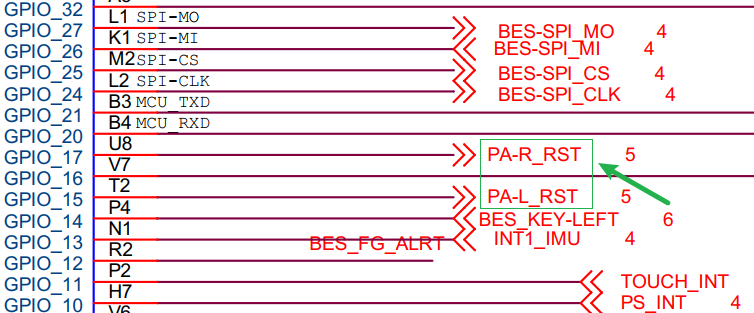 GPIO_32
GPIO_27 L1 SPI-MO BES-SPI_MO 4
GPIO_26 K1 SPI-MI BES-SPI_MI 4
GPIO_25 M2 SPI-CS BES-SPI_CS 4
GPIO_24 L2 SPI-CLK BES-SPI_CLK 4
GPIO_21 B3 MCU_TXD
GPIO_20 B4 MCU_RXD
GPIO_17 U8 PA-R_RST 5
GPIO_16 V7
GPIO_15 T2 PA-L_RST 5
GPIO_14 P4 BES_KEY-LEFT 6
GPIO_13 N1 BES_FG_ALRT INT1_IMU 4
GPIO_12 R2
GPIO_11 P2 TOUCH_INT
GPIO_10 H7 PS_INT 4